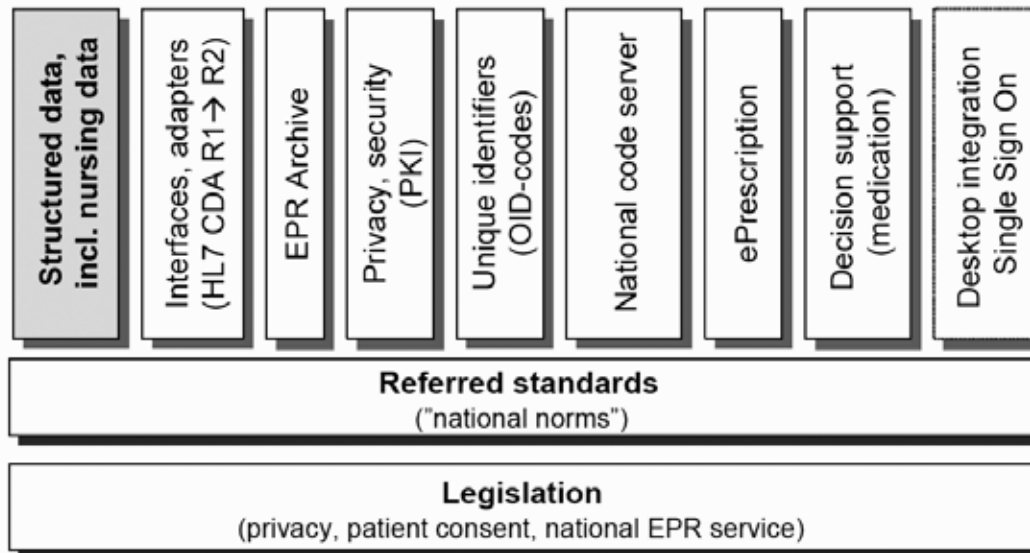 Structured data,
incl. nursing data
Interfaces, adapters
(HL7 CDA R1→ R2)
EPR Archive
Privacy, security
(PKI)
Unique identifiers
(OID-codes)
National code server
ePrescription
Decision support
(medication)
Desktop integration
Single Sign On
Referred standards
("national norms")
Legislation
(privacy, patient consent, national EPR service)